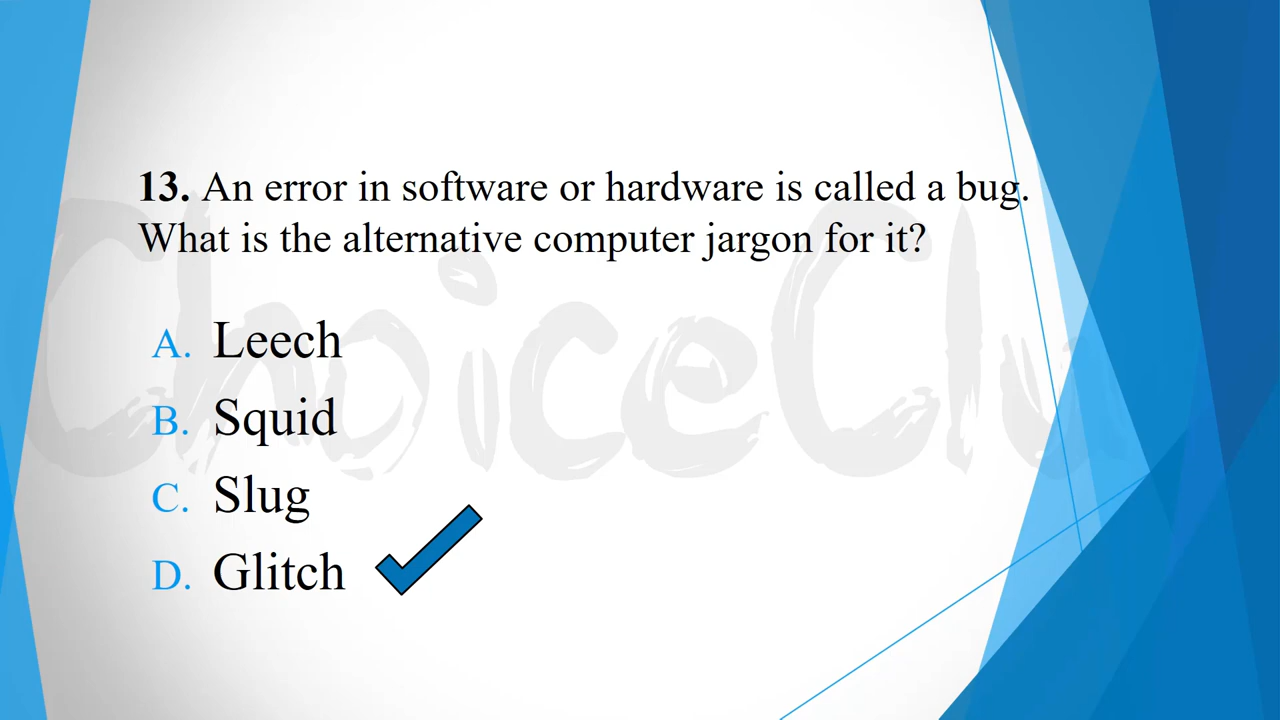 13. An error in software or hardware is called a bug.
What is the alternative computer jargon for it?
ChoiceClu
A. Leech
B. Squid
C. Slug
D. Glitch